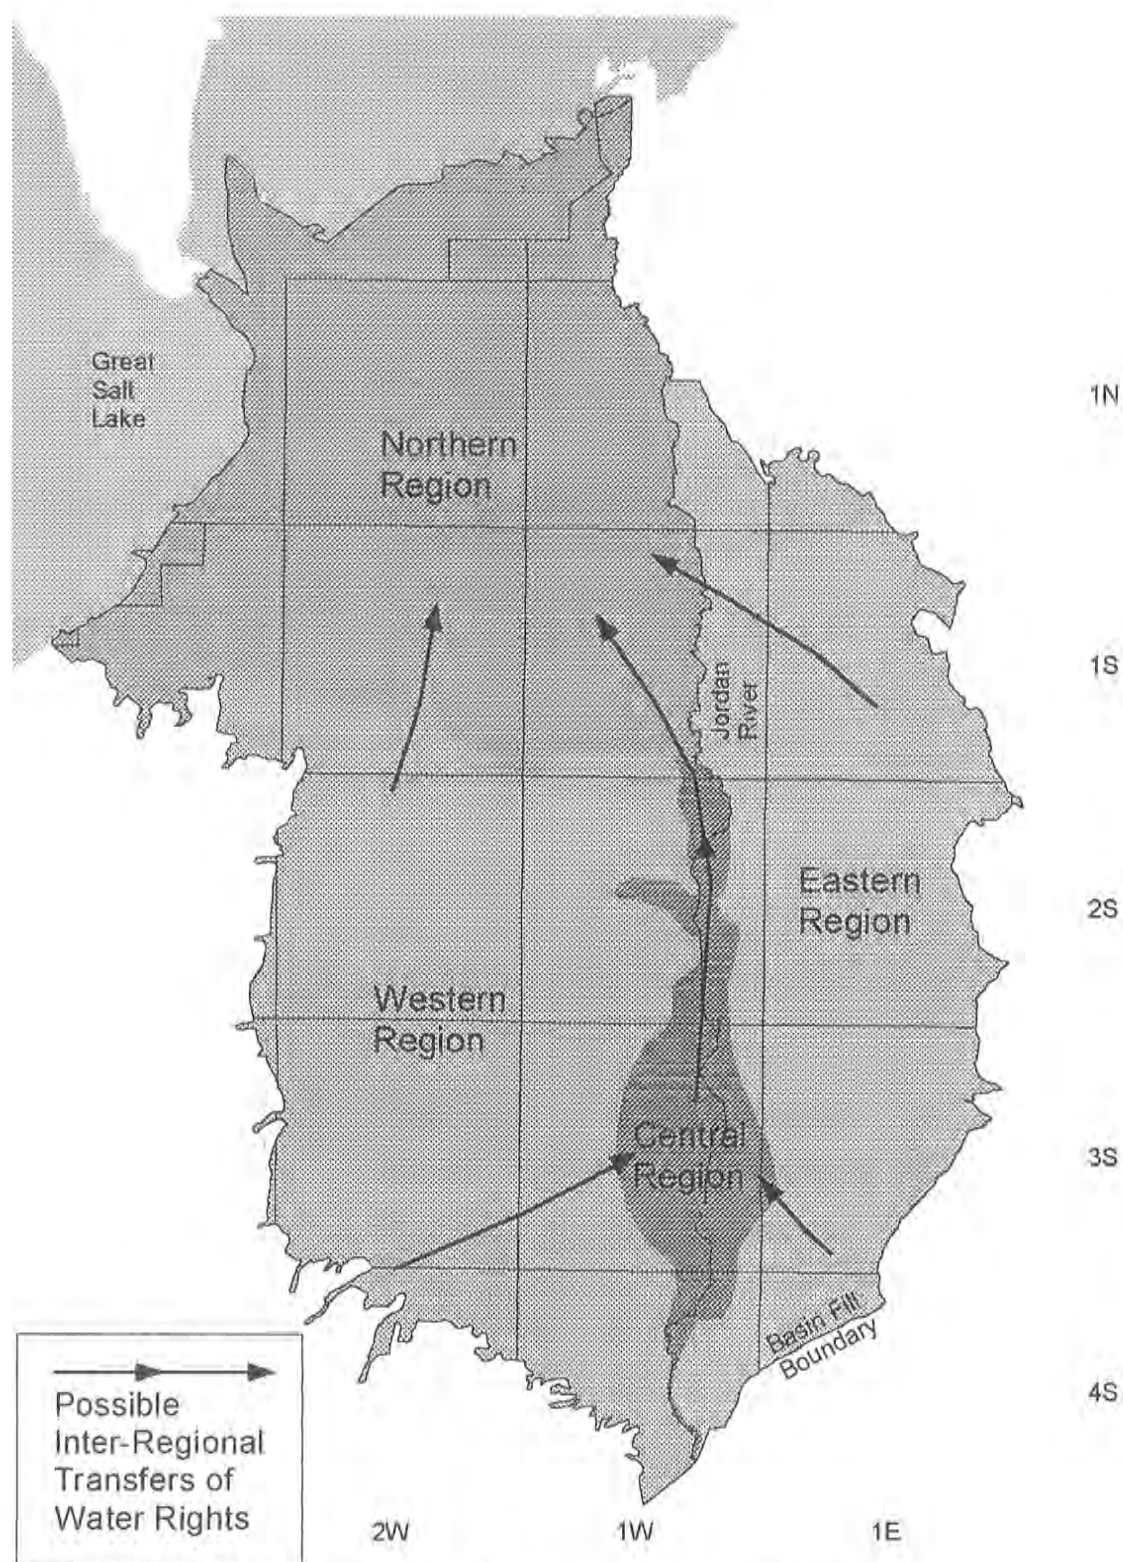 Great
Salt
Lake
1N
Northern
Region
1S
Jordan
River
Eastern
Region
2S
Western
Region
Central
Region
3S
Basin Fill
Boundary
4S
Possible
Inter-Regional
Transfers of
Water Rights
2W
1W
1E